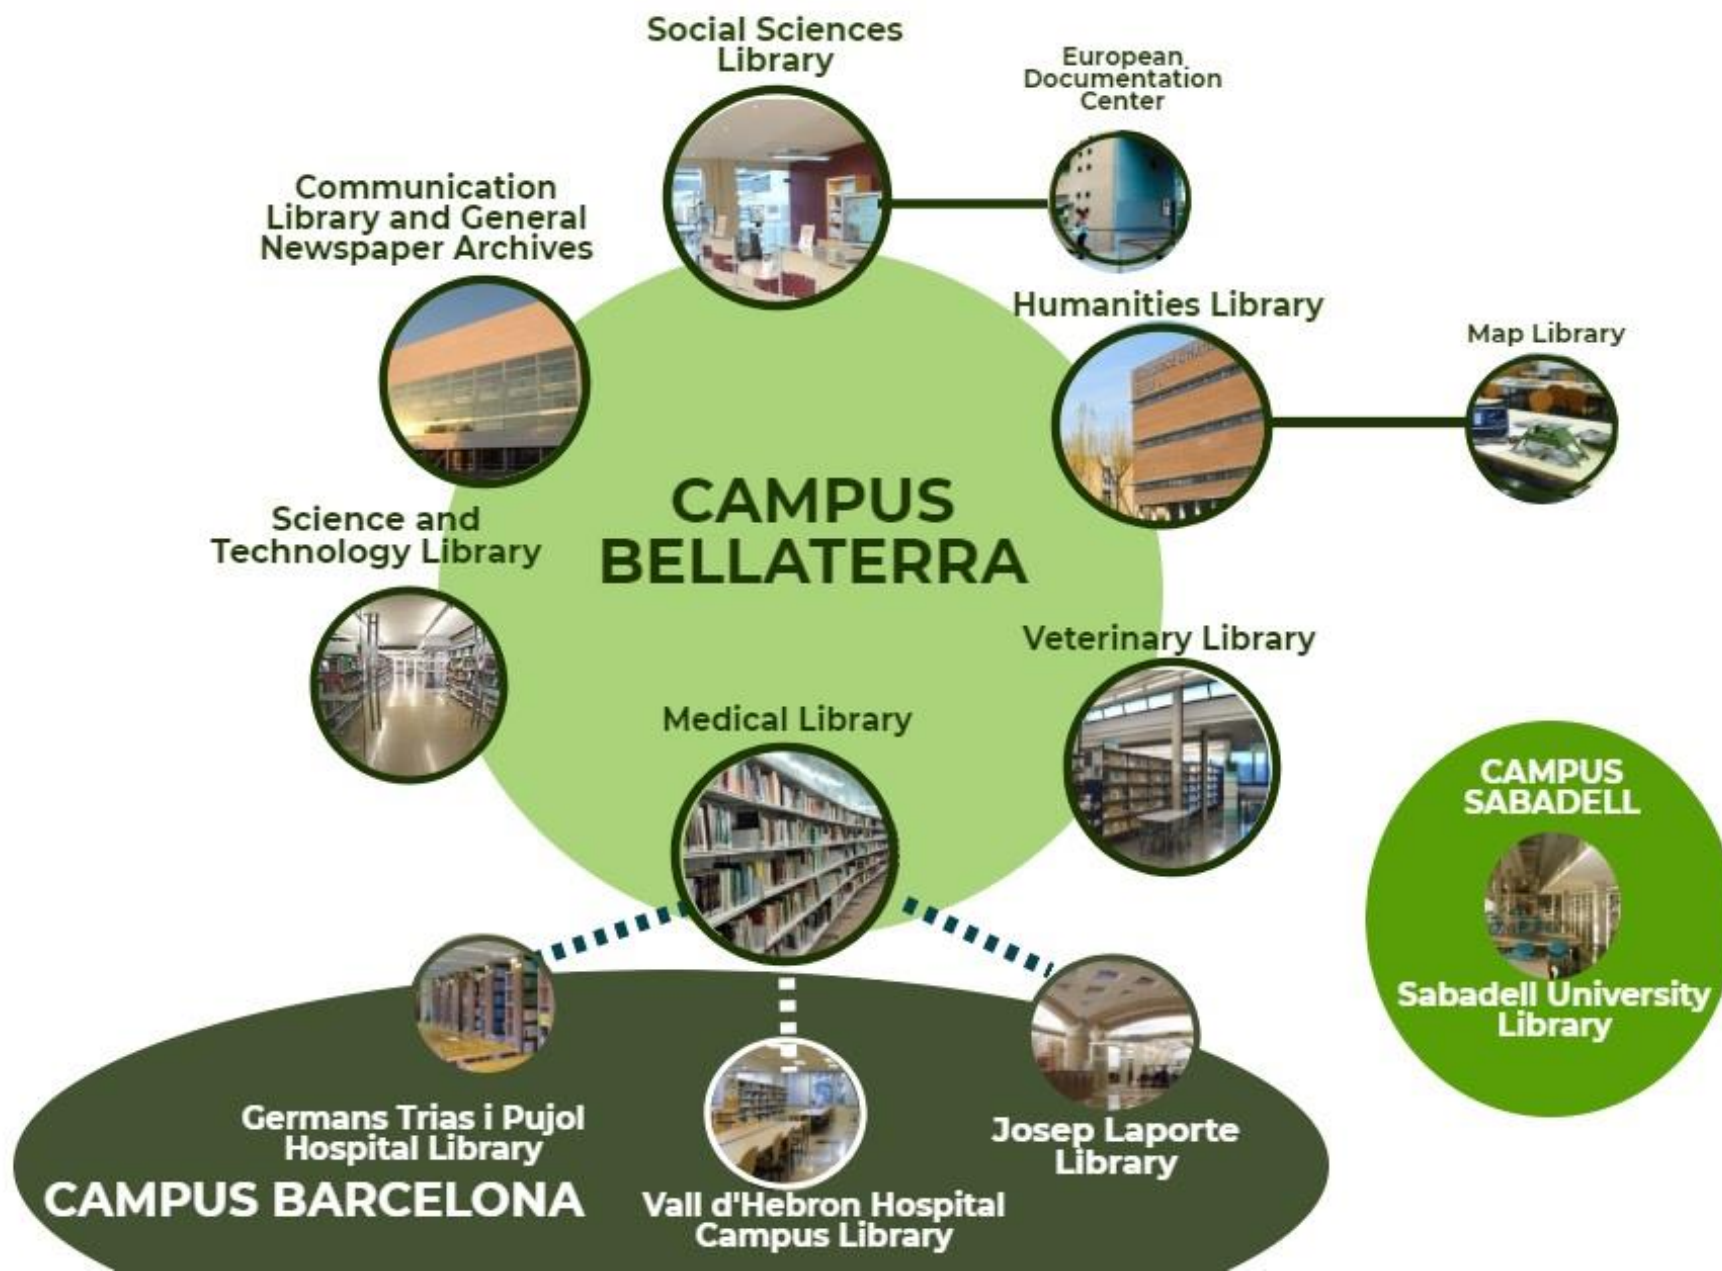 Social Sciences
Library
European
Documentation
Center
Communication
Library and General
Newspaper Archives
Humanities Library
Map Library
CAMPUS
BELLATERRA
Science and
Technology Library
Veterinary Library
Medical Library
CAMPUS
SABADELL
Sabadell University
Library
Germans Trias i Pujol
Hospital Library
Josep Laporte
Library
CAMPUS BARCELONA
Vall d'Hebron Hospital
Campus Library